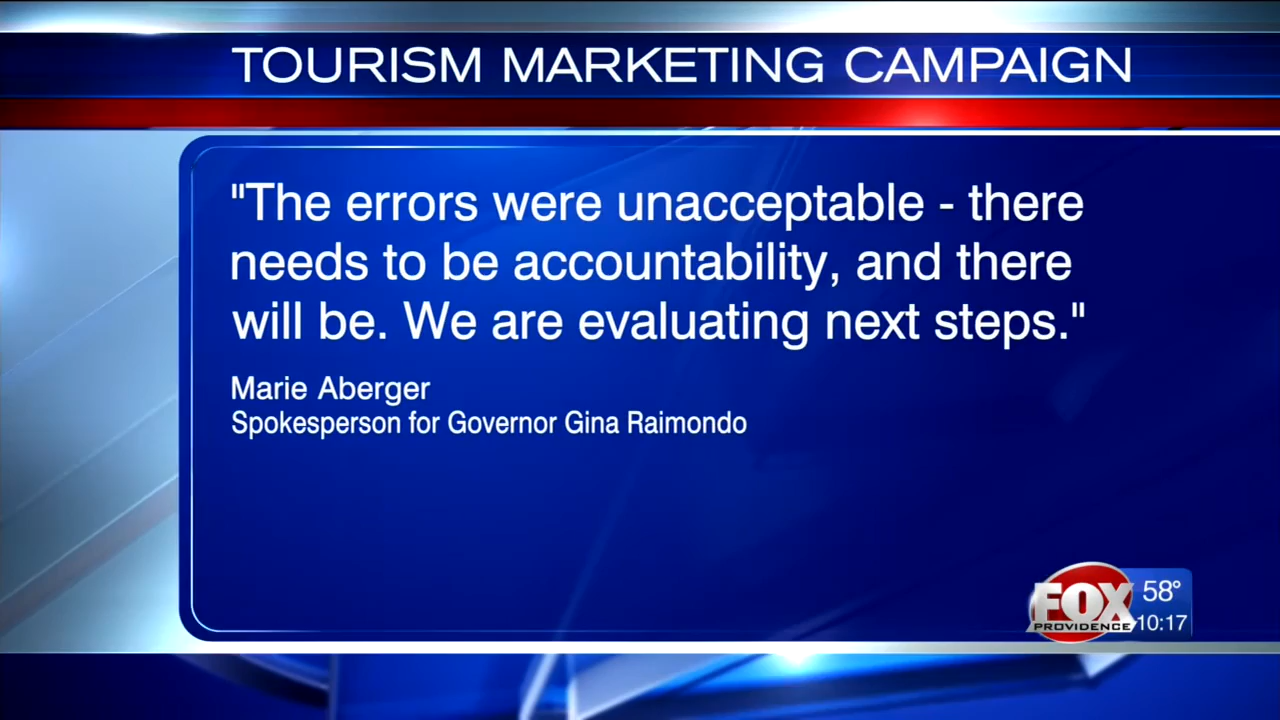 TOURISM MARKETING CAMPAIGN
"The errors were unacceptable - there
needs to be accountability, and there
will be. We are evaluating next steps."
Marie Aberger
Spokesperson for Governor Gina Raimondo
FOX
PROVIDENCE
58°
10:17